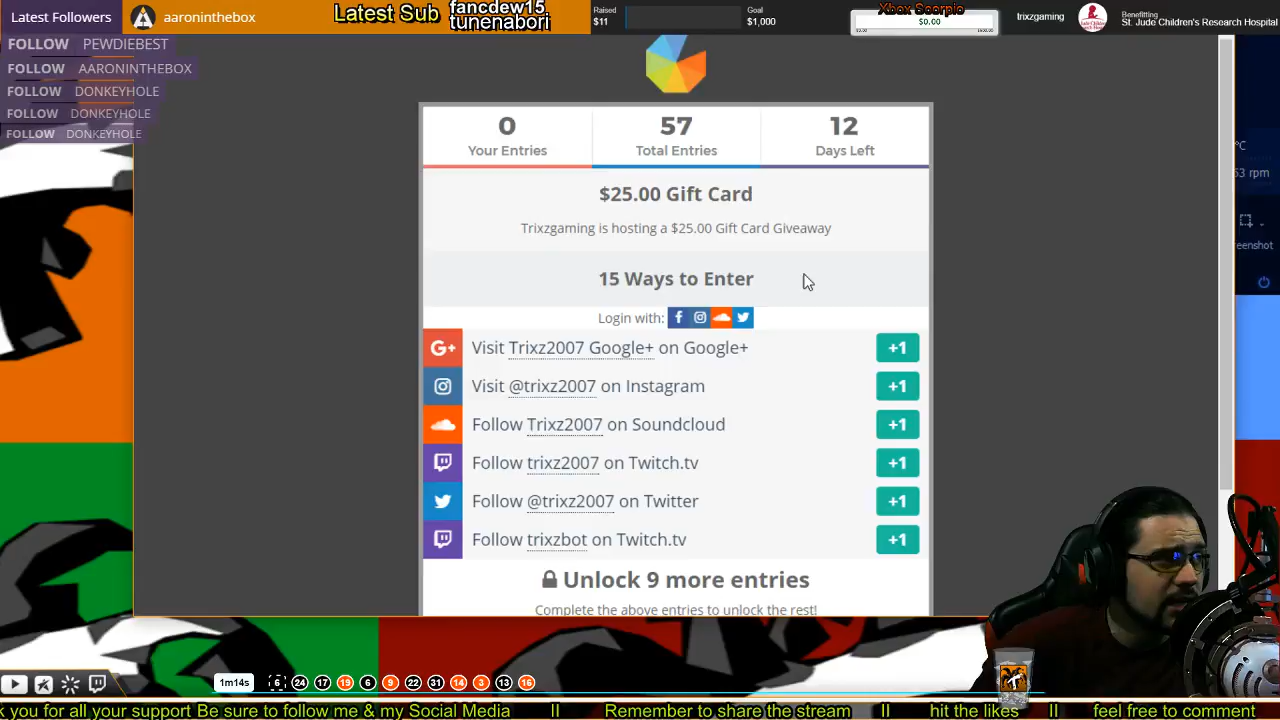 Latest Followers
aaroninthebox
Latest Sub
fancdew15
tunenabori
Raised
$11
Goal
$1,000
Xbox Scorpio
$0.00
trixzgaming
Benefitting
St. Jude Children's Research Hospital
FOLLOW PEWDIEBEST
FOLLOW AARONINTHEBOX
FOLLOW DONKEYHOLE
FOLLOW DONKEYHOLE
FOLLOW DONKEYHOLE
0
Your Entries
57
Total Entries
12
Days Left
$25.00 Gift Card
Trixzgaming is hosting a $25.00 Gift Card Giveaway
15 Ways to Enter
Login with:
G+ Visit Trixz2007 Google+ on Google+ +1
Visit @trixz2007 on Instagram +1
Follow Trixz2007 on Soundcloud +1
Follow trixz2007 on Twitch.tv +1
Follow @trixz2007 on Twitter +1
Follow trixzbot on Twitch.tv +1
Unlock 9 more entries
Complete the above entries to unlock the rest!
°C
53 rpm
eenshot
1m14s 6 24 17 19 6 9 22 31 14 3 13 16
k you for all your support Be sure to follow me & my Social Media || Remember to share the stream || hit the likes || feel free to comment